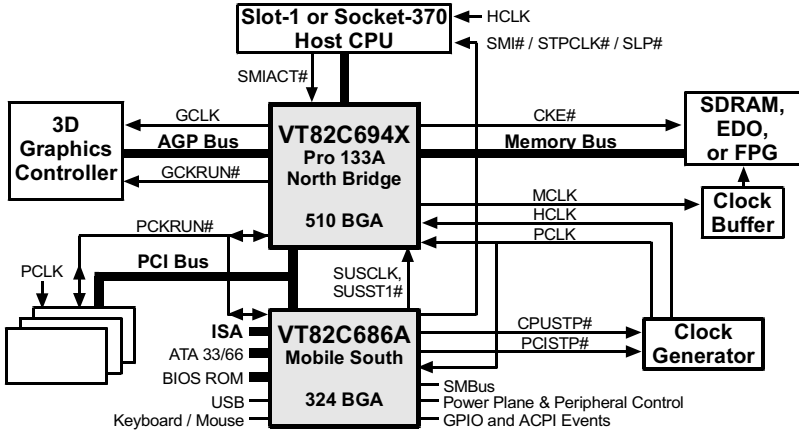 Slot-1 or Socket-370
Host CPU
HCLK
SMI# / STPCLK# / SLP#
SMIACT#
3D
Graphics
Controller
GCLK
AGP Bus
GCKRUN#
VT82C694X
Pro 133A
North Bridge
510 BGA
CKE#
Memory Bus
SDRAM,
EDO,
or FPG
MCLK
HCLK
PCLK
Clock
Buffer
PCKRUN#
PCI Bus
PCLK
SUSCLK,
SUSST1#
ISA
ATA 33/66
BIOS ROM
USB
Keyboard / Mouse
VT82C686A
Mobile South
324 BGA
CPUSTP#
PCISTP#
Clock
Generator
SMBus
Power Plane & Peripheral Control
GPIO and ACPI Events